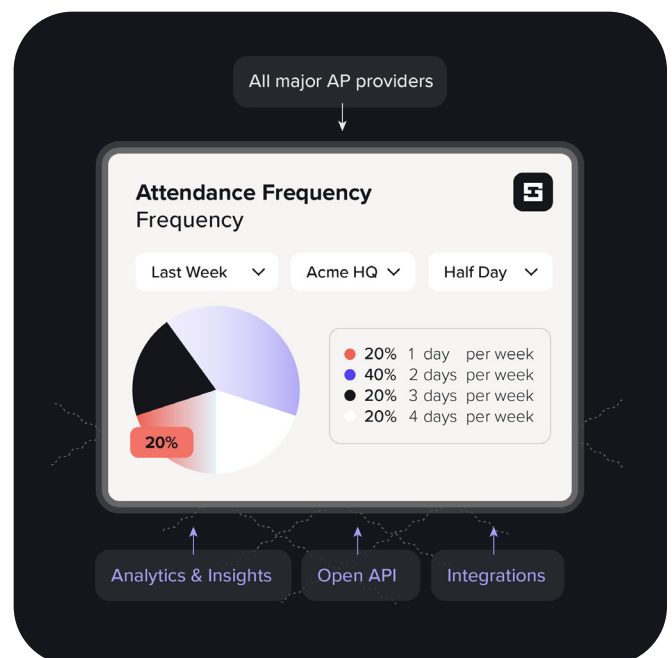 All major AP providers
Attendance Frequency
Frequency
Last Week
Acme HQ
Half Day
20% 1 day per week
40% 2 days per week
20% 3 days per week
20% 4 days per week
20%
Analytics & Insights
Open API
Integrations